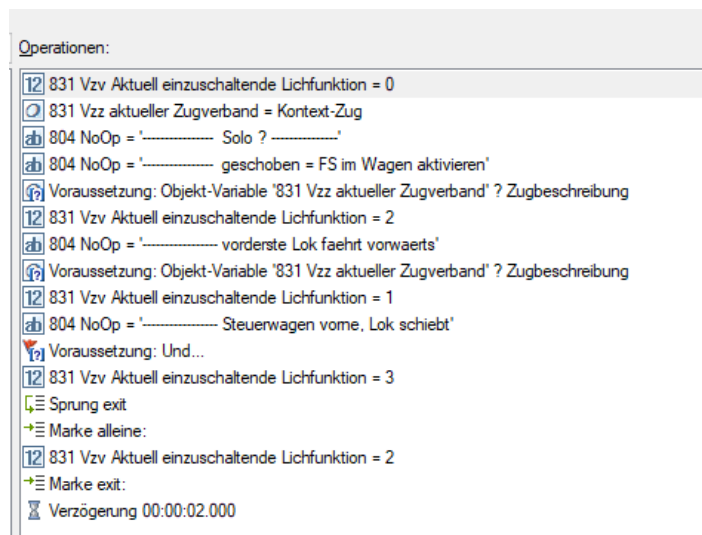 Operationen:
12 831 Vzv Aktuell einzuschaltende Lichfunktion = 0
831 Vzz aktueller Zugverband = Kontext-Zug
ab 804 NoOp = '---------------- Solo ? ---------------'
ab 804 NoOp = '---------------- geschoben = FS im Wagen aktivieren'
[?] Voraussetzung: Objekt-Variable '831 Vzz aktueller Zugverband' ? Zugbeschreibung
12 831 Vzv Aktuell einzuschaltende Lichfunktion = 2
ab 804 NoOp = '----------------- vorderste Lok faehrt vorwaerts'
[?] Voraussetzung: Objekt-Variable '831 Vzz aktueller Zugverband' ? Zugbeschreibung
12 831 Vzv Aktuell einzuschaltende Lichfunktion = 1
ab 804 NoOp = '----------------- Steuerwagen vorne, Lok schiebt'
[?] Voraussetzung: Und...
12 831 Vzv Aktuell einzuschaltende Lichfunktion = 3
Sprung exit
Marke alleine:
12 831 Vzv Aktuell einzuschaltende Lichfunktion = 2
Marke exit:
Verzögerung 00:00:02.000